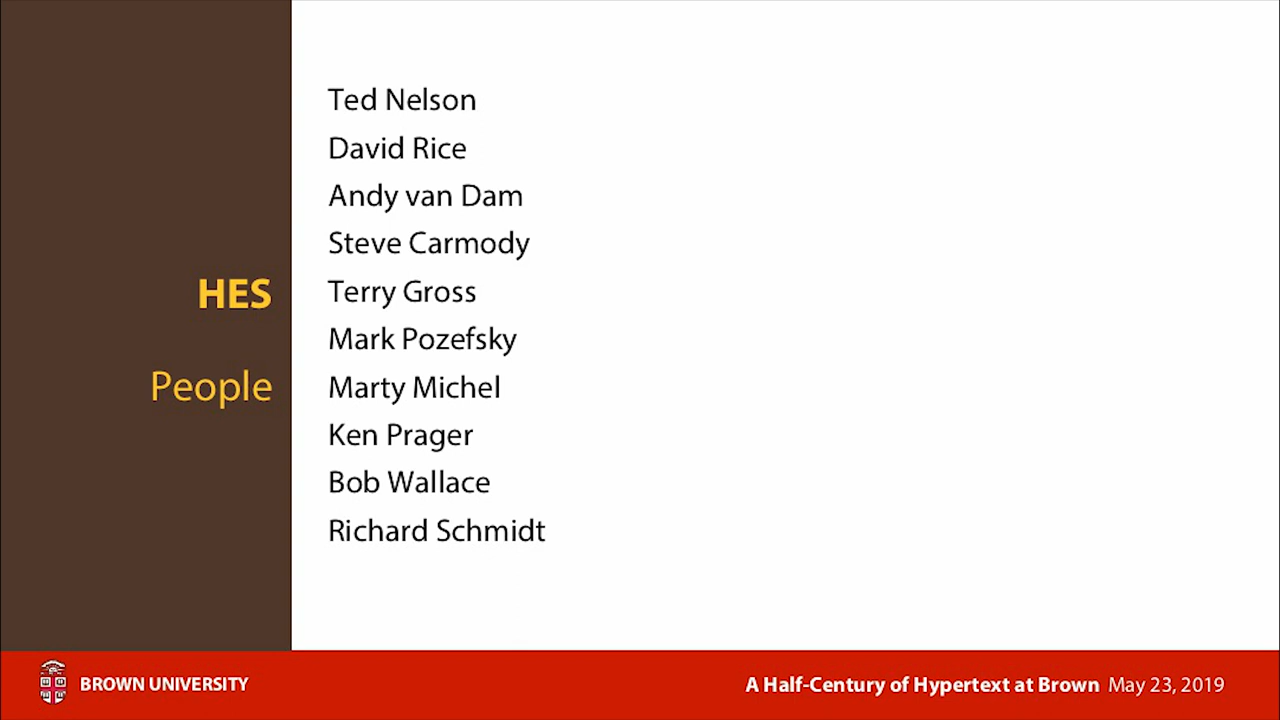 HES
People
Ted Nelson
David Rice
Andy van Dam
Steve Carmody
Terry Gross
Mark Pozefsky
Marty Michel
Ken Prager
Bob Wallace
Richard Schmidt
BROWN UNIVERSITY
A Half-Century of Hypertext at Brown May 23, 2019